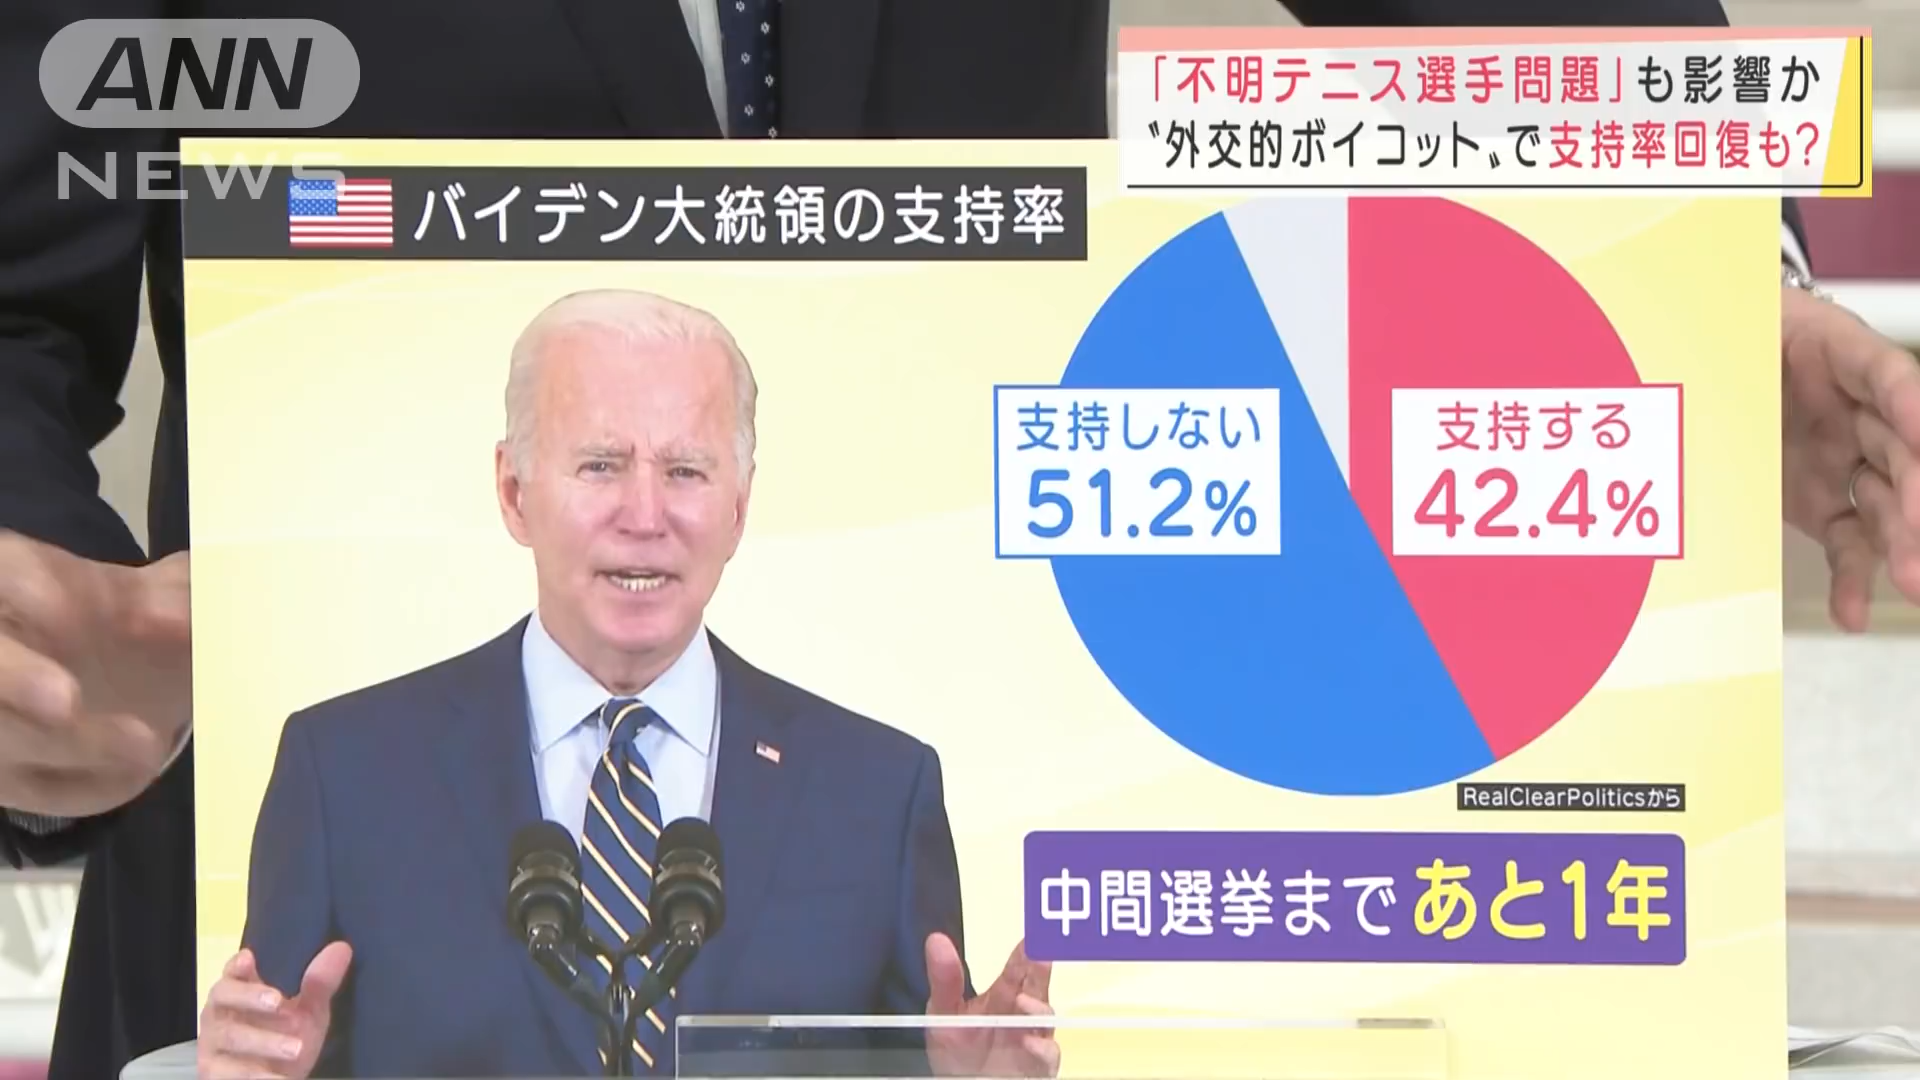 ANN
NEWS
「不明テニス選手問題」も影響か
〝外交的ボイコット〟で支持率回復も?
バイデン大統領の支持率
支持しない
51.2%
支持する
42.4%
RealClearPoliticsから
中間選挙まであと1年